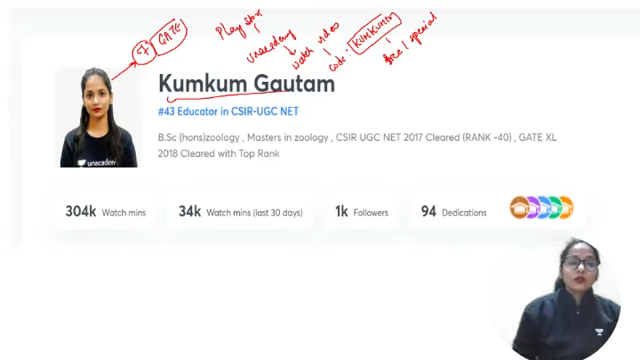 Play Store
Unacademy
Watch video
Code - KUMKUM
free / special
GATE
Kumkum Gautam
#43 Educator in CSIR-UGC NET
B.Sc (hons)zoology , Masters in zoology , CSIR UGC NET 2017 Cleared (RANK -40) , GATE XL
2018 Cleared with Top Rank
304k Watch mins
34k Watch mins (last 30 days)
1k Followers
94 Dedications
unacademy